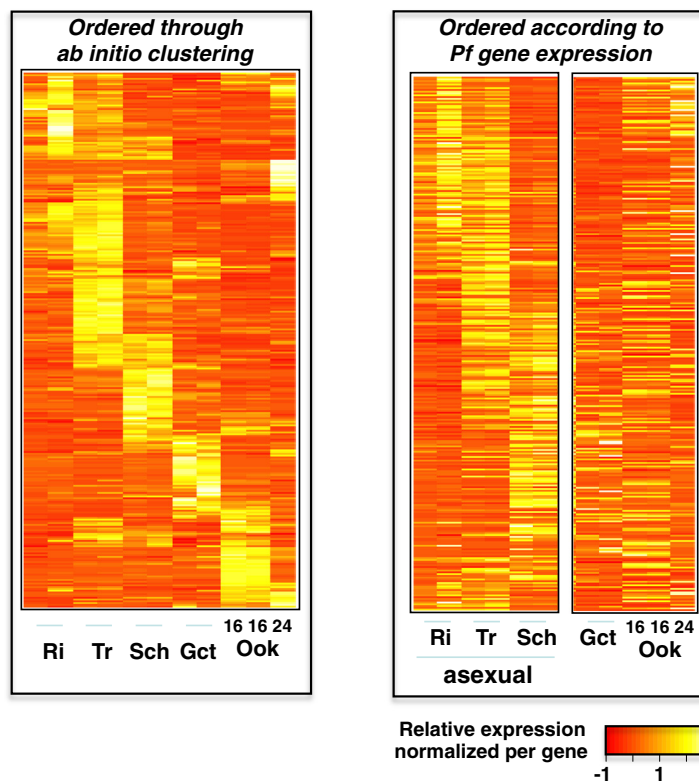 Ordered through
ab initio clustering
Ordered according to
Pf gene expression
Ri Tr Sch Gct 16 16 24
Ook
Ri Tr Sch Gct 16 16 24
Ook
asexual
Relative expression
normalized per gene
-1 1